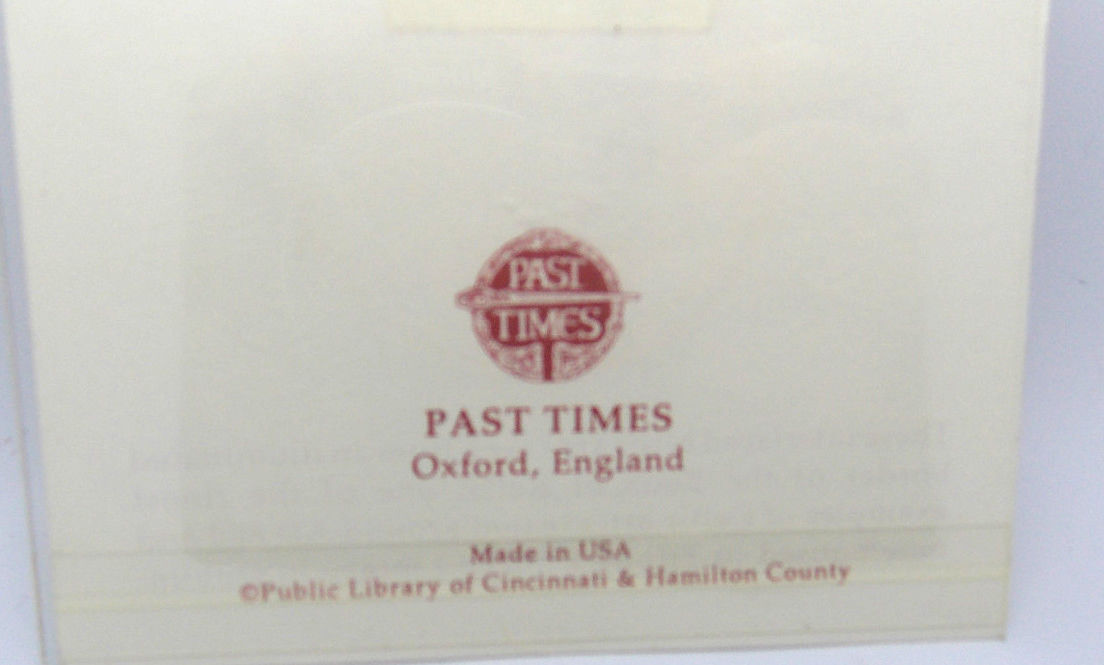 PAST
TIMES
PAST TIMES
Oxford, England
Made in USA
©Public Library of Cincinnati & Hamilton County